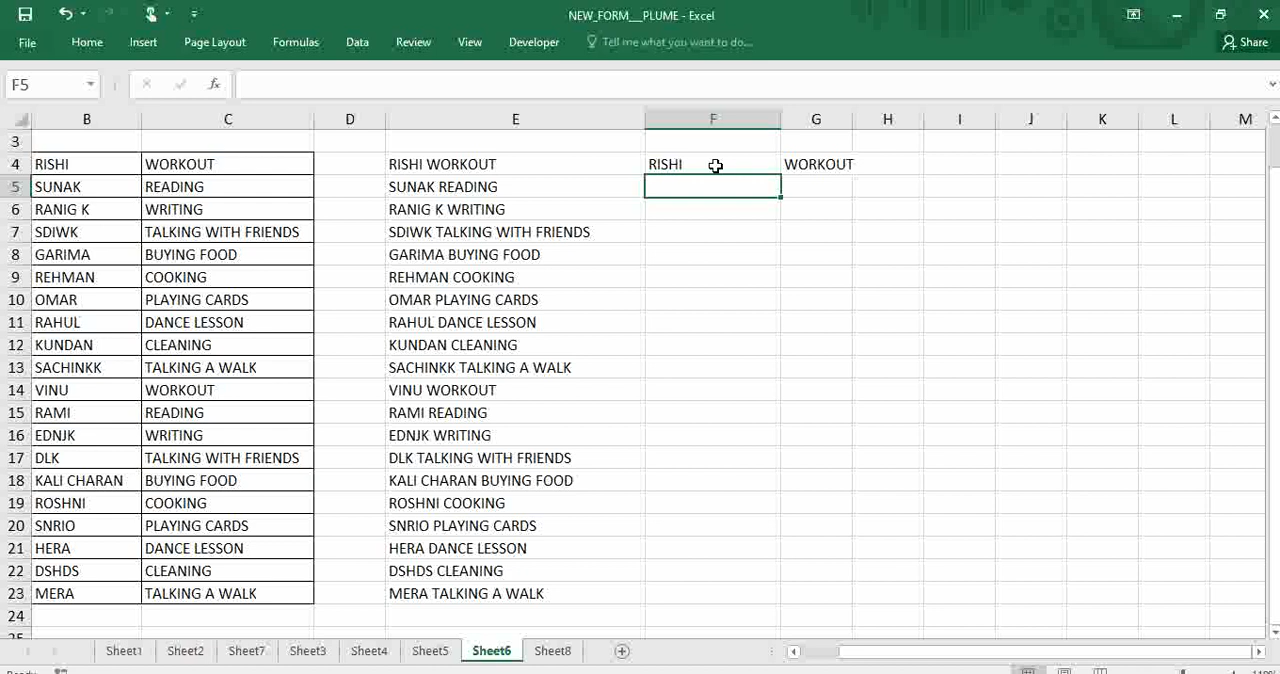 NEW_FORM___PLUME - Excel
File Home Insert Page Layout Formulas Data Review View Developer Tell me what you want to do... Share
F5 fx
B C D E F G H I J K L M
3
4 RISHI WORKOUT RISHI WORKOUT RISHI WORKOUT
5 SUNAK READING SUNAK READING
6 RANIG K WRITING RANIG K WRITING
7 SDIWK TALKING WITH FRIENDS SDIWK TALKING WITH FRIENDS
8 GARIMA BUYING FOOD GARIMA BUYING FOOD
9 REHMAN COOKING REHMAN COOKING
10 OMAR PLAYING CARDS OMAR PLAYING CARDS
11 RAHUL DANCE LESSON RAHUL DANCE LESSON
12 KUNDAN CLEANING KUNDAN CLEANING
13 SACHINKK TALKING A WALK SACHINKK TALKING A WALK
14 VINU WORKOUT VINU WORKOUT
15 RAMI READING RAMI READING
16 EDNJK WRITING EDNJK WRITING
17 DLK TALKING WITH FRIENDS DLK TALKING WITH FRIENDS
18 KALI CHARAN BUYING FOOD KALI CHARAN BUYING FOOD
19 ROSHNI COOKING ROSHNI COOKING
20 SNRIO PLAYING CARDS SNRIO PLAYING CARDS
21 HERA DANCE LESSON HERA DANCE LESSON
22 DSHDS CLEANING DSHDS CLEANING
23 MERA TALKING A WALK MERA TALKING A WALK
24
Sheet1 Sheet2 Sheet7 Sheet3 Sheet4 Sheet5 Sheet6 Sheet8